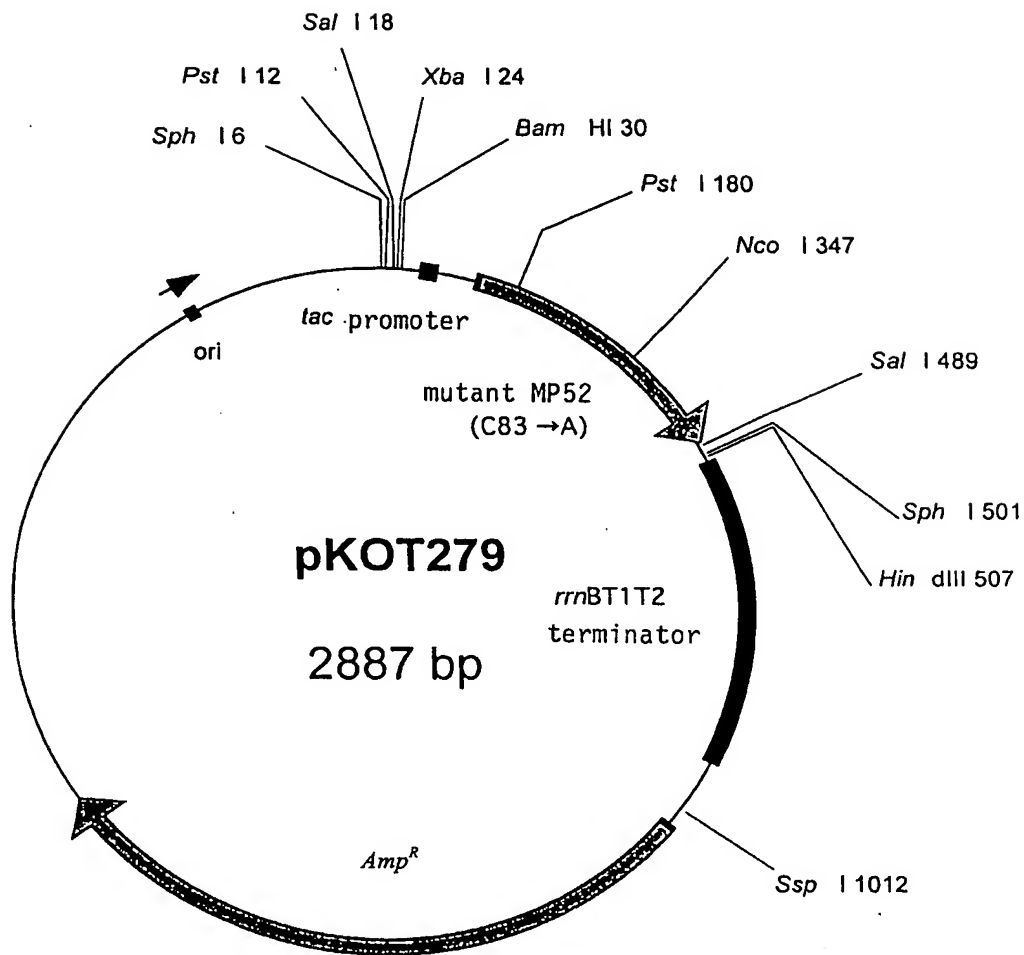 Sal I 18
Pst I 12
Xba I 24
Sph I 6
Bam HI 30
Pst I 180
Nco I 347
tac promoter
ori
Sal I 489
mutant MP52
(C83 →A)
Sph I 501
pKOT279
Hin dIII 507
rrnBT1T2
terminator
2887 bp
Amp^R
Ssp I 1012